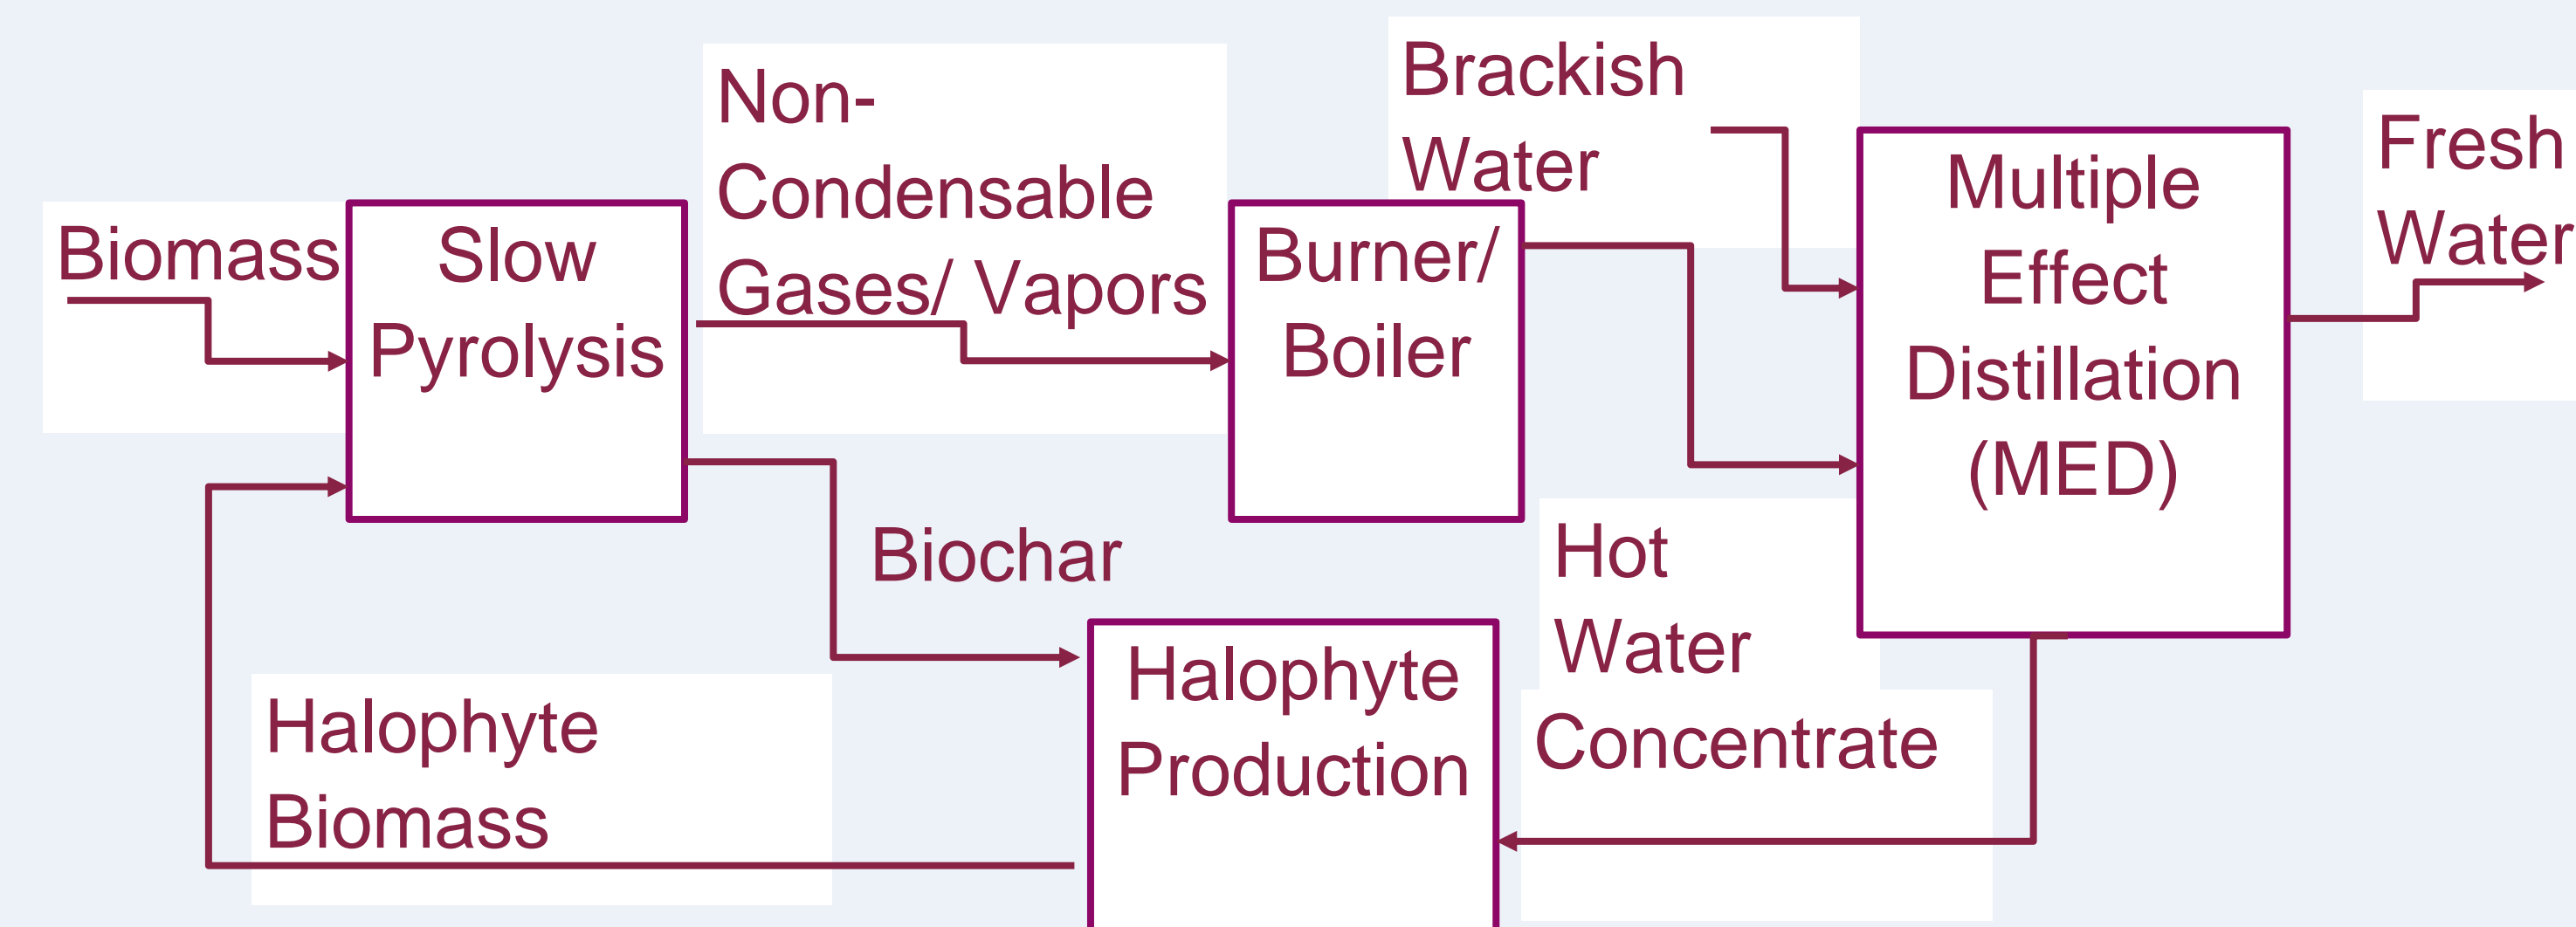 Biomass
Slow
Pyrolysis
Non-
Condensable
Gases/ Vapors
Burner/
Boiler
Brackish
Water
Multiple
Effect
Distillation
(MED)
Fresh
Water
Biochar
Hot
Water
Concentrate
Halophyte
Production
Halophyte
Biomass